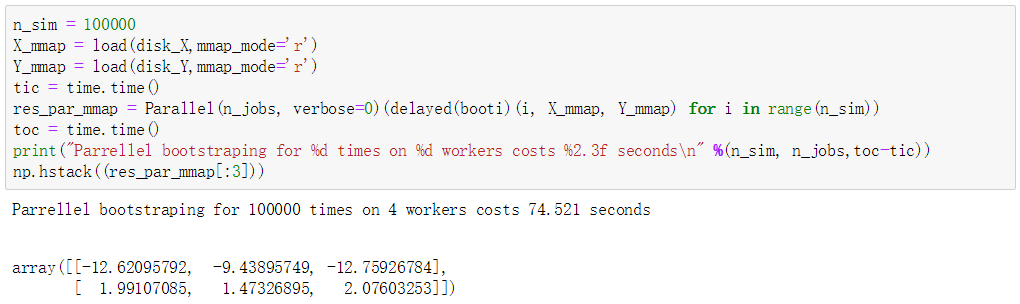 n_sim = 100000
X_mmap = load(disk_X,mmap_mode='r')
Y_mmap = load(disk_Y,mmap_mode='r')
tic = time.time()
res_par_mmap = Parallel(n_jobs, verbose=0)(delayed(booti)(i, X_mmap, Y_mmap) for i in range(n_sim))
toc = time.time()
print("Parrellel bootstraping for %d times on %d workers costs %2.3f seconds\n" %(n_sim, n_jobs,toc-tic))
np.hstack((res_par_mmap[:3]))
Parrellel bootstraping for 100000 times on 4 workers costs 74.521 seconds
array([[-12.62095792, -9.43895749, -12.75926784],
[ 1.99107085, 1.47326895, 2.07603253]])